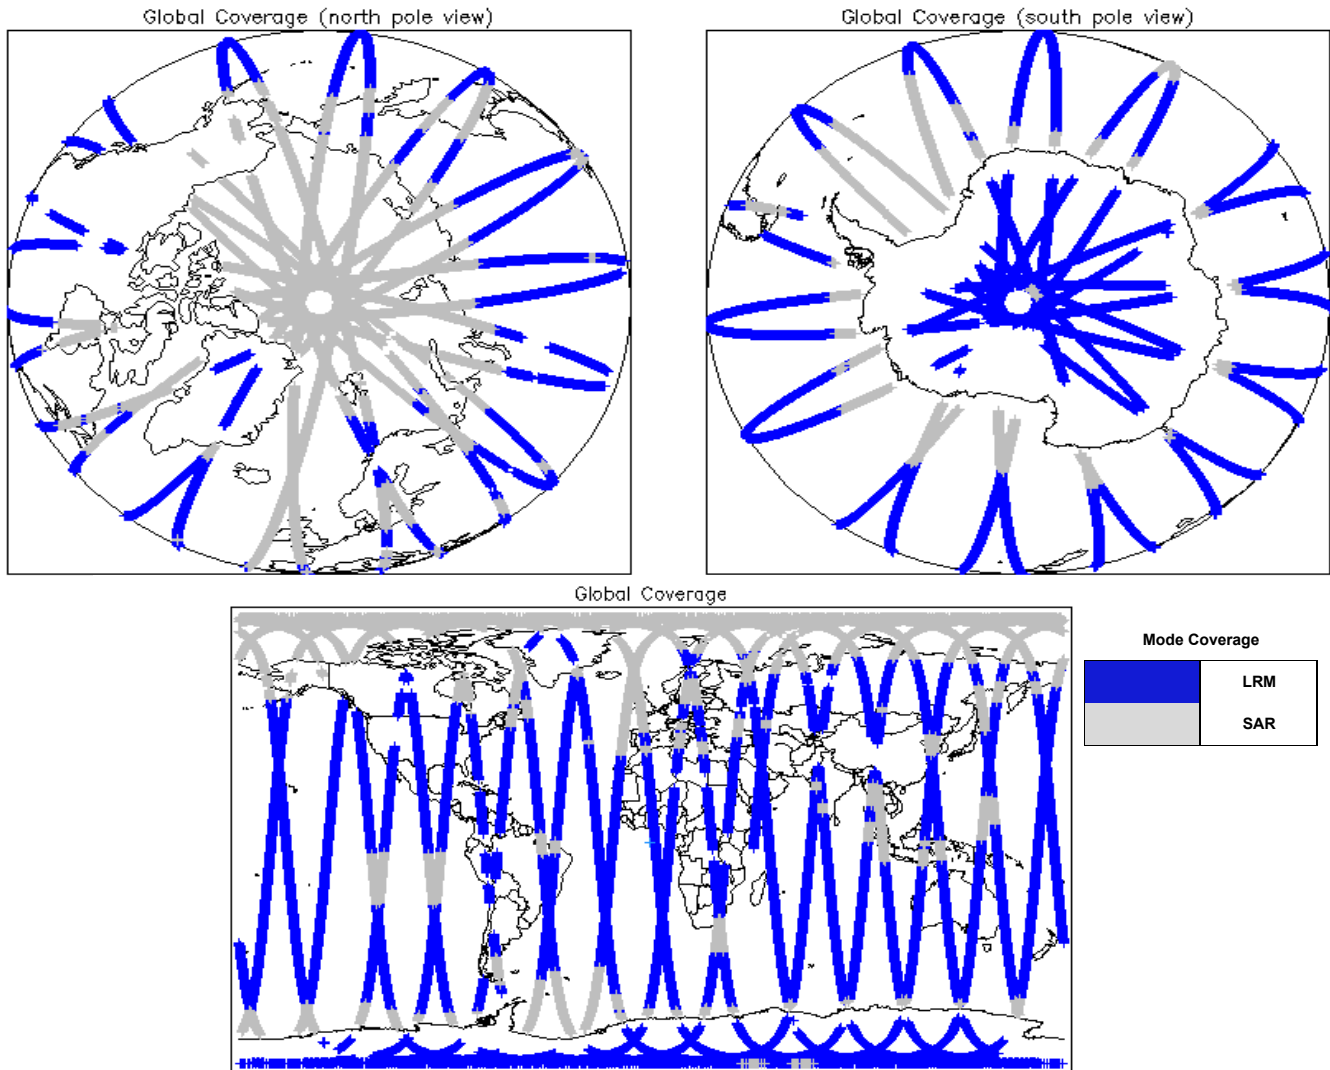 Global Coverage (north pole view)
Global Coverage (south pole view)
Global Coverage
Mode Coverage
LRM
SAR